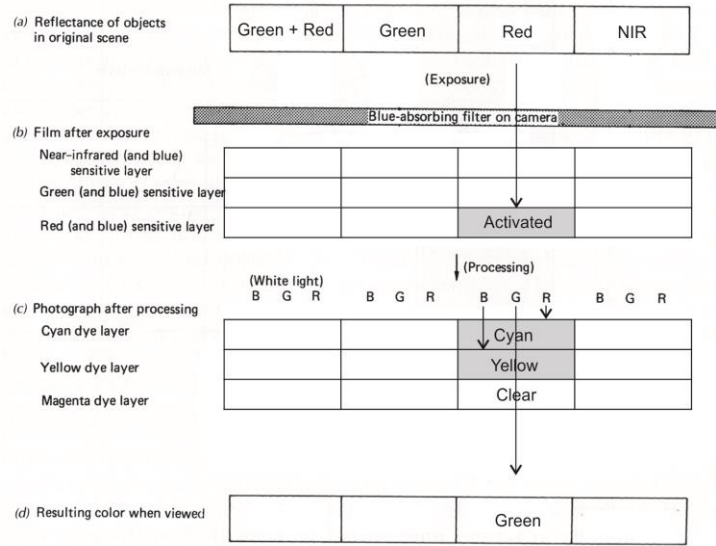 (a) Reflectance of objects
in original scene
Green + Red Green Red NIR
(Exposure)
Blue-absorbing filter on camera
(b) Film after exposure
Near-infrared (and blue)
sensitive layer
Green (and blue) sensitive layer
Red (and blue) sensitive layer
Activated
(Processing)
(White light)
B G R B G R B G R B G R
(c) Photograph after processing
Cyan dye layer
Cyan
Yellow dye layer
Yellow
Magenta dye layer
Clear
(d) Resulting color when viewed
Green